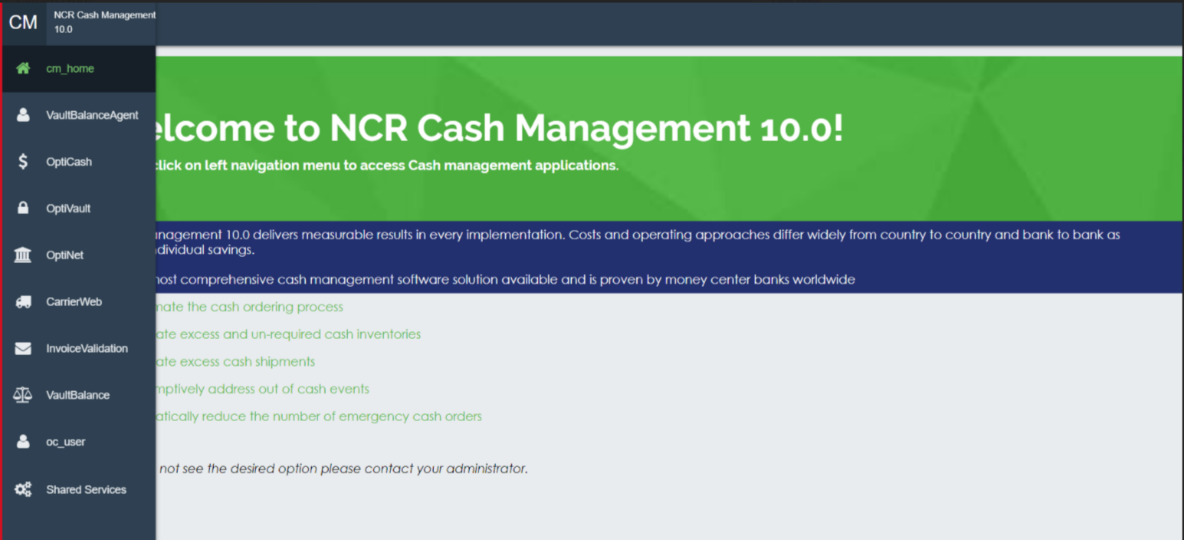 CM
NCR Cash Management
10.0
cm_home
VaultBalanceAgent
OptiCash
OptiVault
OptiNet
CarrierWeb
InvoiceValidation
VaultBalance
oc_user
Shared Services
elcome to NCR Cash Management 10.0!
click on left navigation menu to access Cash management applications.
nagement 10.0 delivers measurable results in every implementation. Costs and operating approaches differ widely from country to country and bank to bank as
dividual savings.
ost comprehensive cash management software solution available and is proven by money center banks worldwide
mate the cash ordering process
ate excess and un-required cash inventories
ate excess cash shipments
mptively address out of cash events
atically reduce the number of emergency cash orders
not see the desired option please contact your administrator.